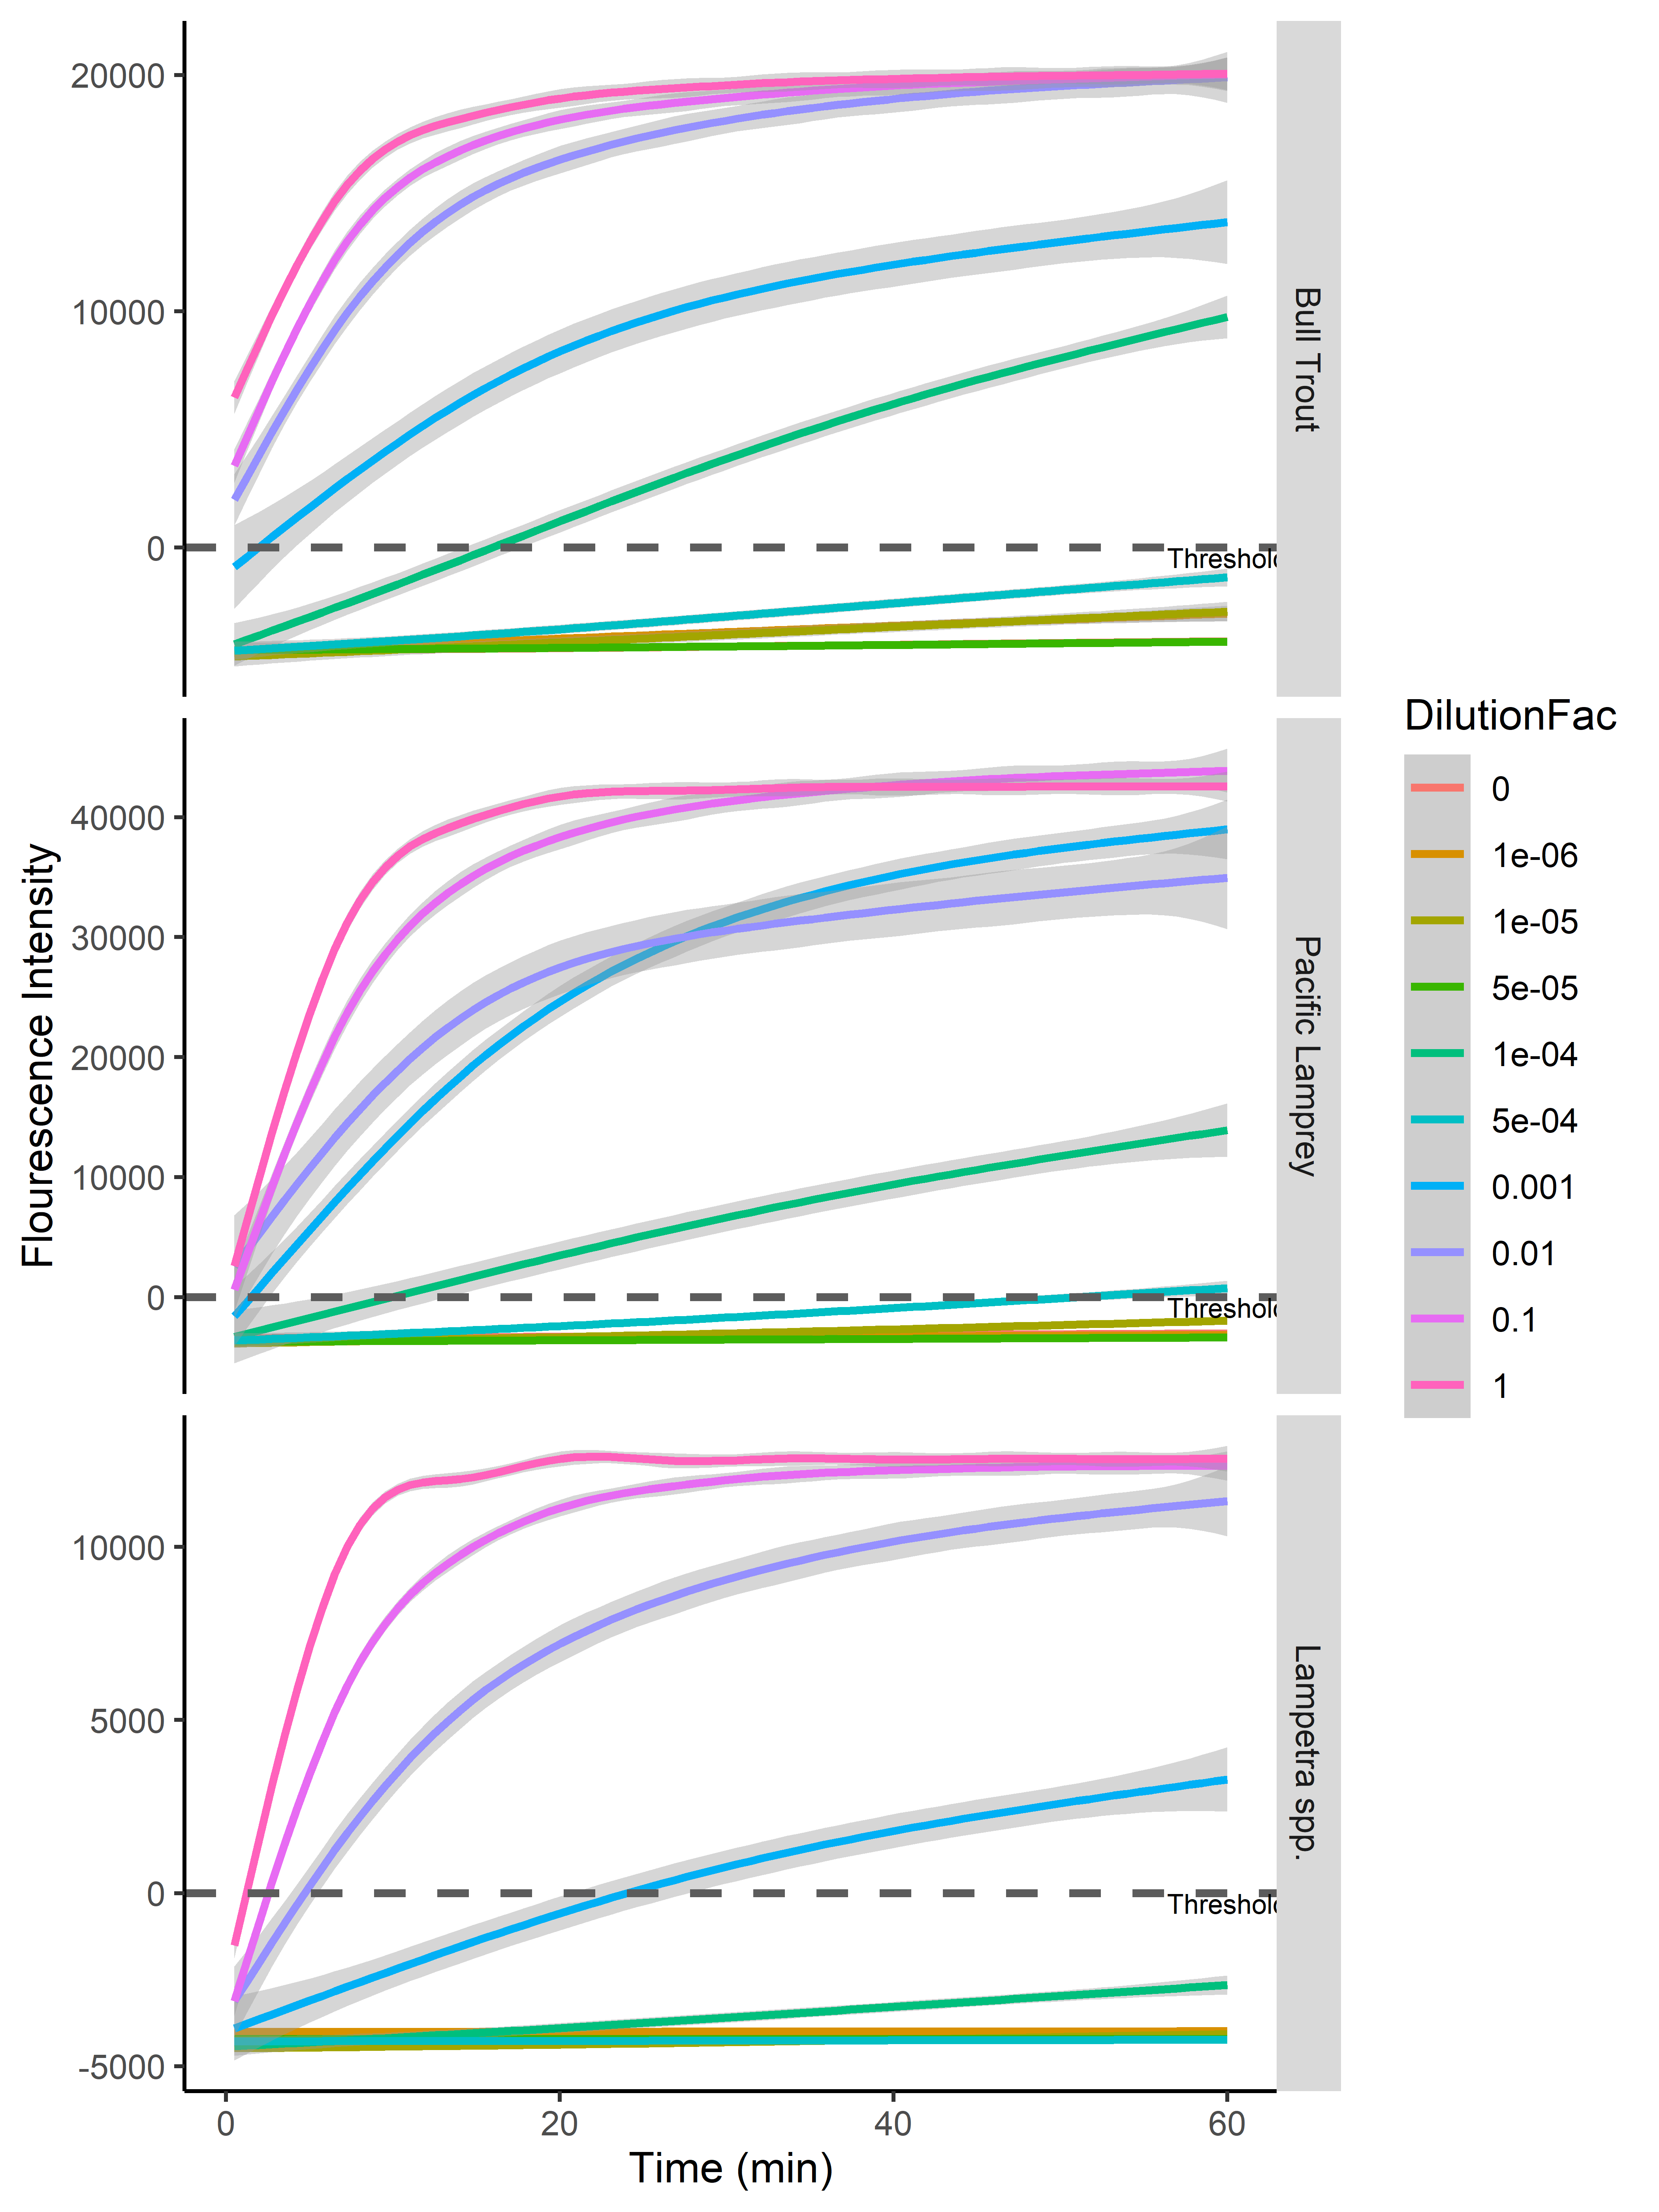 20000
10000
0
Threshold
Bull Trout
Flourescence Intensity
40000
30000
20000
10000
0
Threshold
Pacific Lamprey
10000
5000
0
-5000
Threshold
Lampetra spp.
0
20
40
60
Time (min)
DilutionFac
0
1e-06
1e-05
5e-05
1e-04
5e-04
0.001
0.01
0.1
1